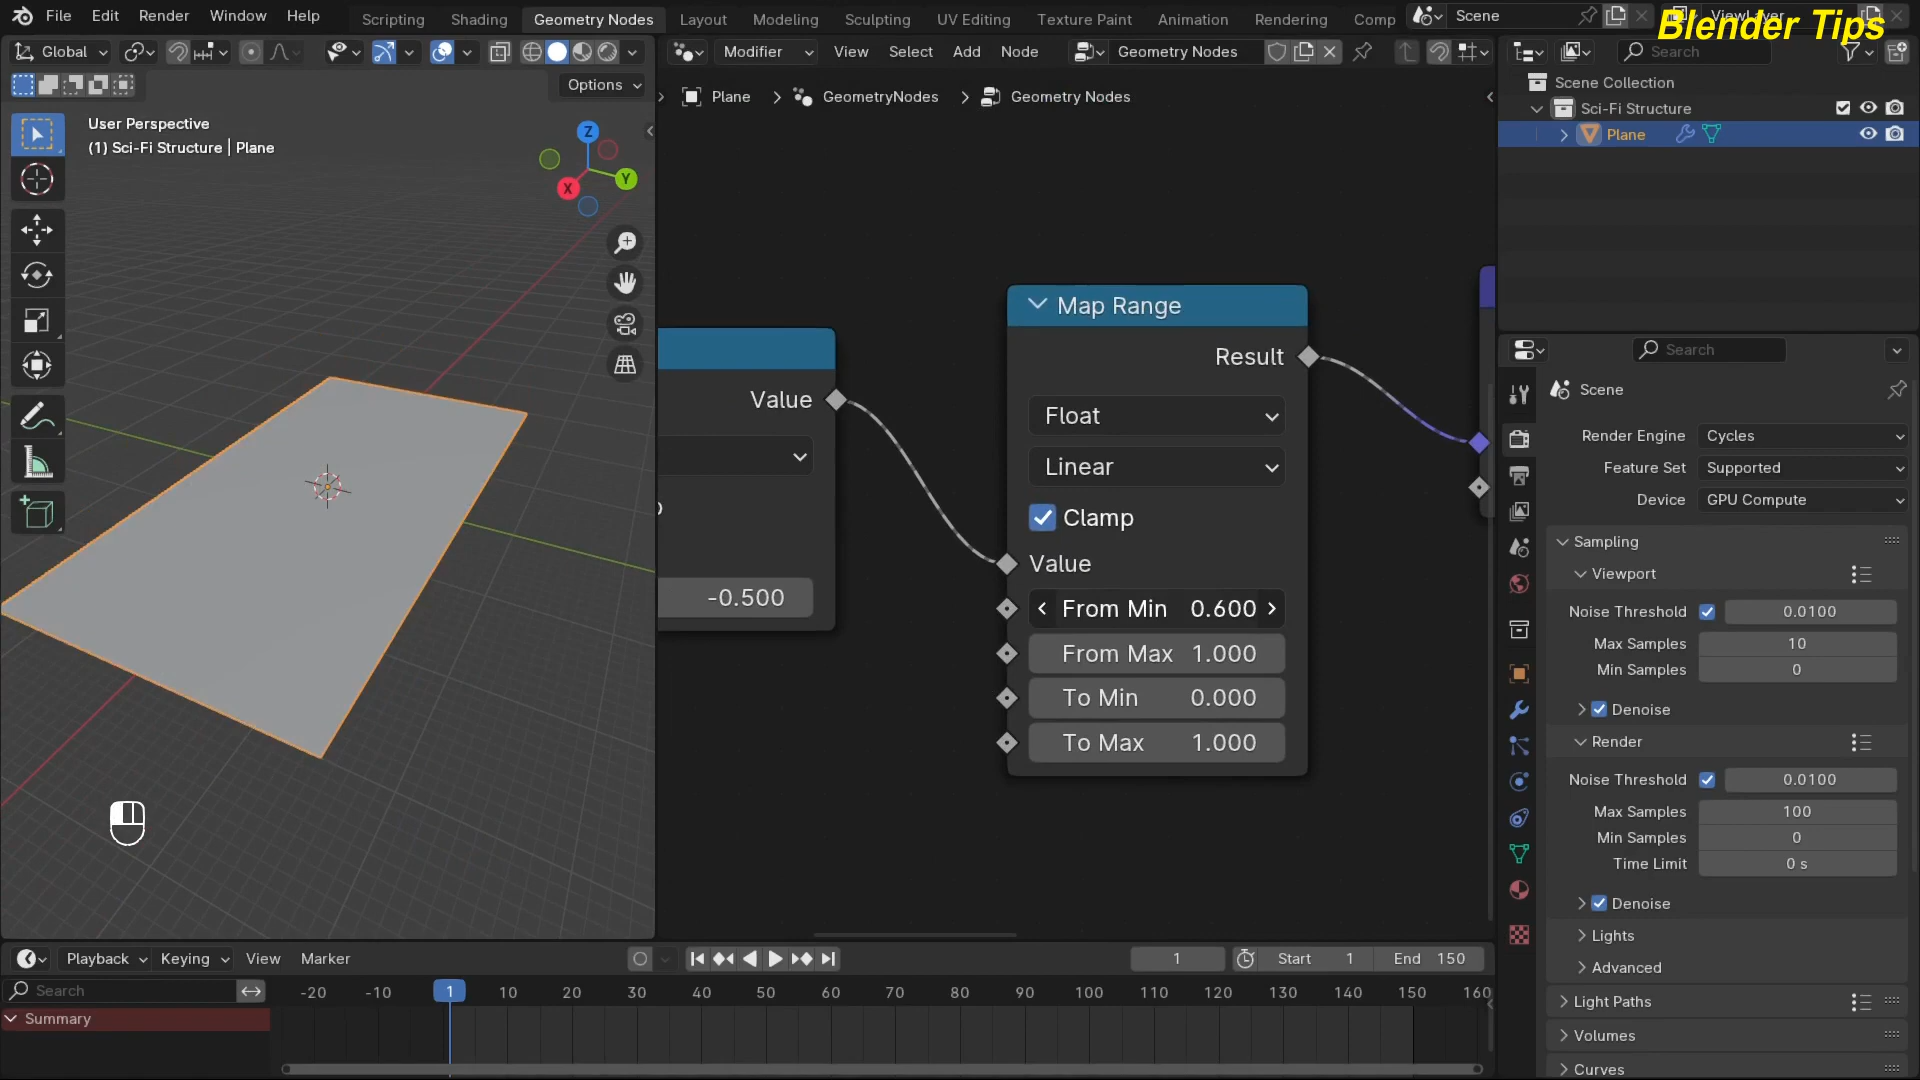 File Edit Render Window Help Scripting Shading Geometry Nodes Layout Modeling Sculpting UV Editing Texture Paint Animation Rendering Comp Scene ViewLayer
Blender Tips
Global Modifier View Select Add Node Geometry Nodes Search
Options
Plane GeometryNodes Geometry Nodes
Scene Collection
Sci-Fi Structure
Plane
User Perspective
(1) Sci-Fi Structure | Plane
Z
Y
X
Value
-0.500
Map Range
Result
Float
Linear
Clamp
Value
From Min 0.600
From Max 1.000
To Min 0.000
To Max 1.000
Search
Scene
Render Engine Cycles
Feature Set Supported
Device GPU Compute
Sampling
Viewport
Noise Threshold 0.0100
Max Samples 10
Min Samples 0
Denoise
Render
Noise Threshold 0.0100
Max Samples 100
Min Samples 0
Time Limit 0 s
Denoise
Lights
Advanced
Light Paths
Volumes
Curves
Playback Keying View Marker 1 Start 1 End 150
Search -20 -10 1 10 20 30 40 50 60 70 80 90 100 110 120 130 140 150 160
Summary